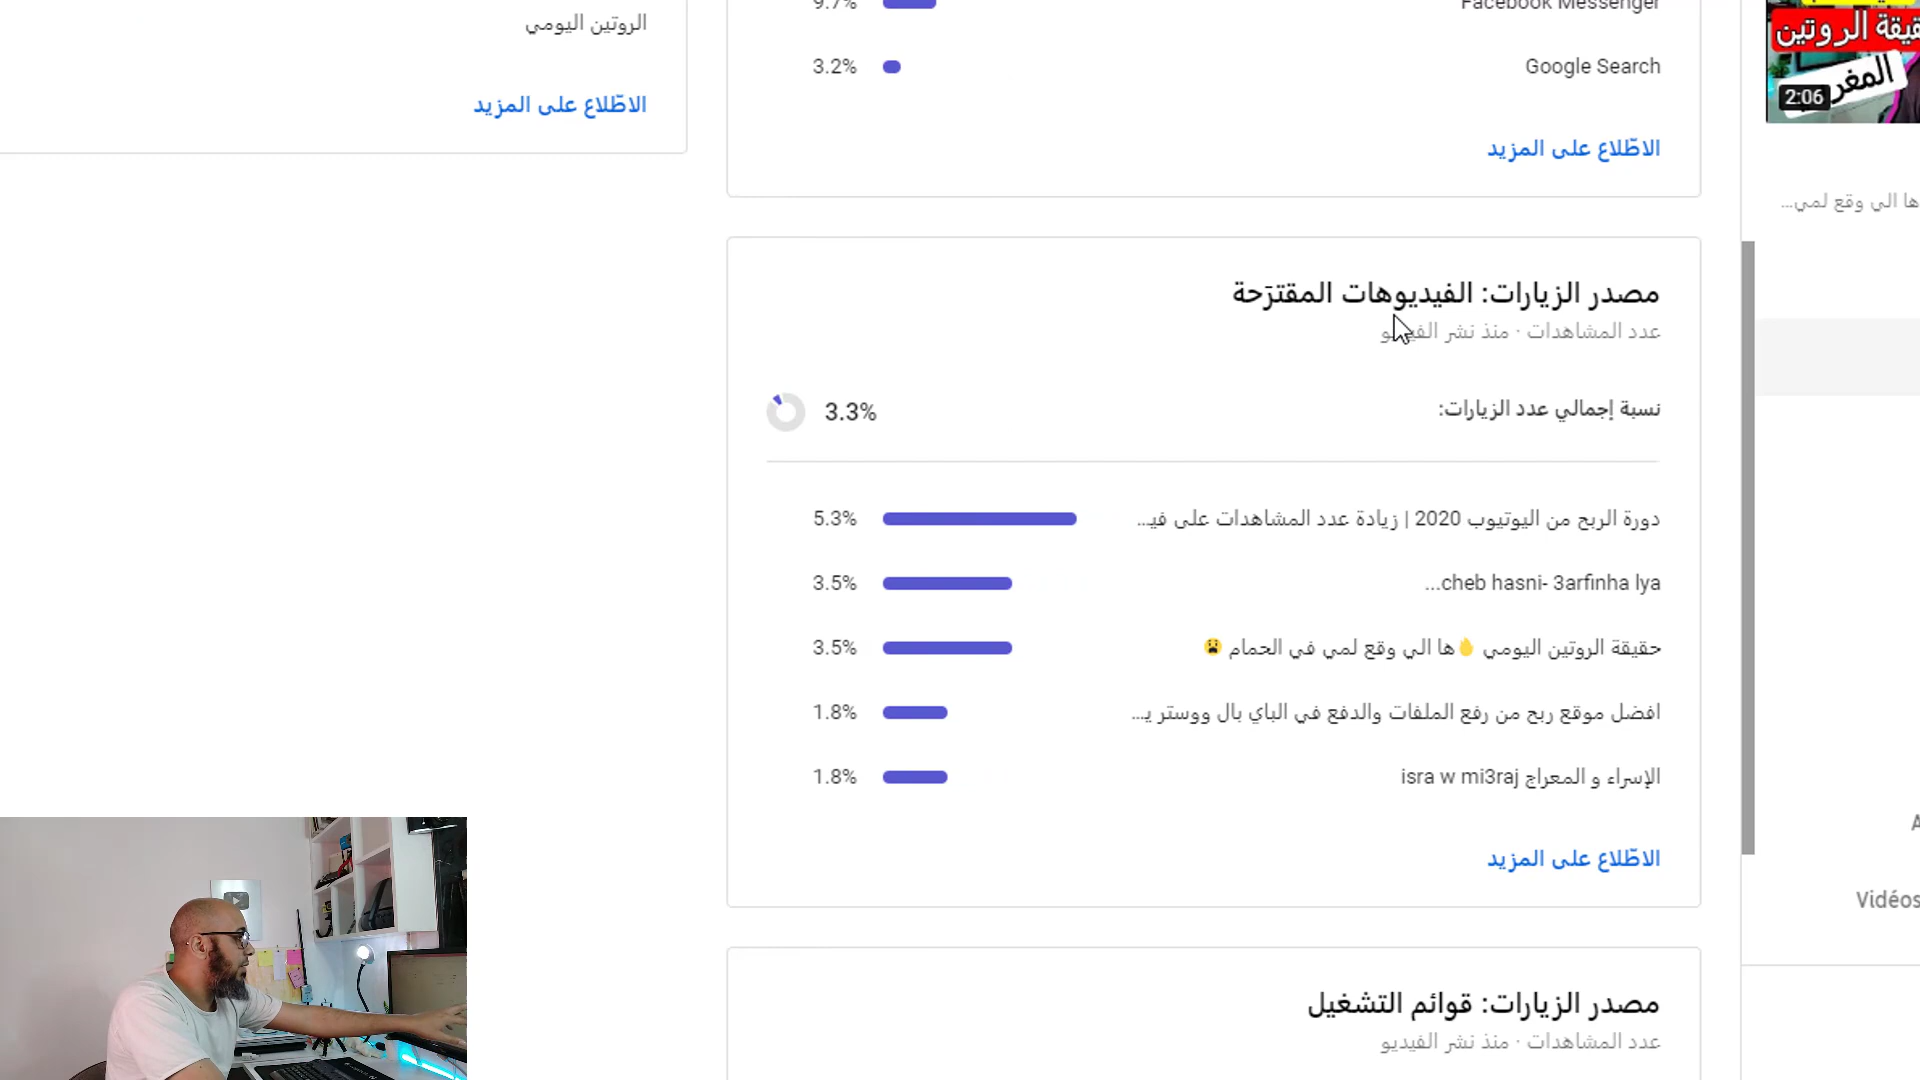 الروتين اليومي
الاطّلاع على المزيد
Facebook Messenger 9.7%
Google Search 3.2%
الاطّلاع على المزيد
مصدر الزيارات: الفيديوهات المقترَحة
عدد المشاهدات · منذ نشر الفيديو
نسبة إجمالي عدد الزيارات: 3.3%
دورة الربح من اليوتيوب 2020 | زيادة عدد المشاهدات على في... 5.3%
cheb hasni- 3arfinha lya... 3.5%
حقيقة الروتين اليومي 🤚ها الي وقع لمي في الحمام 😫 3.5%
افضل موقع ربح من رفع الملفات والدفع في الباي بال ووستر ي... 1.8%
الإسراء و المعراج isra w mi3raj 1.8%
الاطّلاع على المزيد
مصدر الزيارات: قوائم التشغيل
عدد المشاهدات · منذ نشر الفيديو
الروتين
2:06
ها الي وقع لمي...
Vidéos